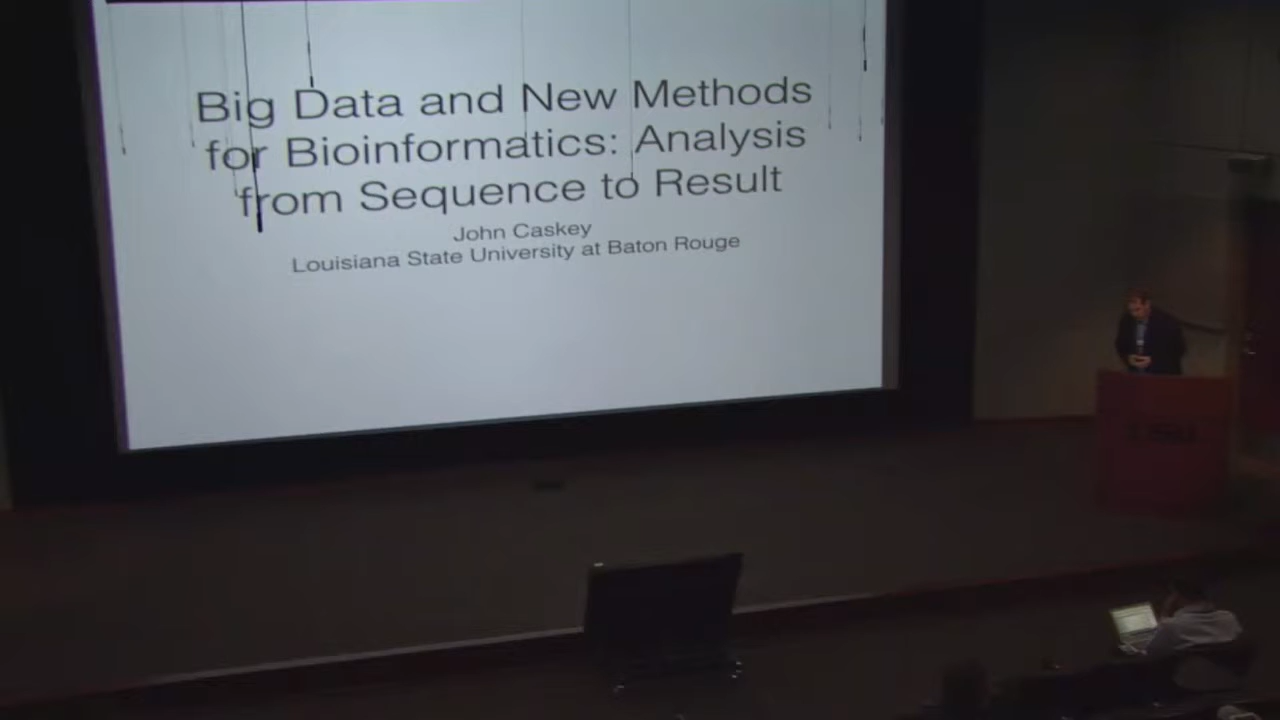 Big Data and New Methods
for Bioinformatics: Analysis
from Sequence to Result
John Caskey
Louisiana State University at Baton Rouge